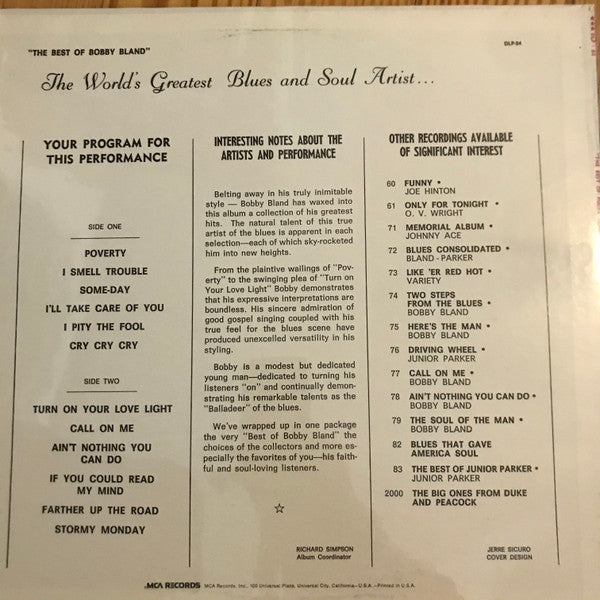 "THE BEST OF BOBBY BLAND"
DLP-84
The World's Greatest Blues and Soul Artist...
YOUR PROGRAM FOR
THIS PERFORMANCE
SIDE ONE
POVERTY
I SMELL TROUBLE
SOME-DAY
I'LL TAKE CARE OF YOU
I PITY THE FOOL
CRY CRY CRY
SIDE TWO
TURN ON YOUR LOVE LIGHT
CALL ON ME
AIN'T NOTHING YOU
CAN DO
IF YOU COULD READ
MY MIND
FARTHER UP THE ROAD
STORMY MONDAY
INTERESTING NOTES ABOUT THE
ARTISTS AND PERFORMANCE
Belting away in his truly inimitable
style — Bobby Bland has waxed into
this album a collection of his greatest
hits. The natural talent of this true
artist of the blues is apparent in each
selection—each of which sky-rocketed
him into new heights.
From the plaintive wailings of "Pov-
erty" to the swinging plea of "Turn on
Your Love Light" Bobby demonstrates
that his expressive interpretations are
boundless. His sincere admiration of
good gospel singing coupled with his
true feel for the blues scene have
produced unexcelled versatility in his
styling.
Bobby is a modest but dedicated
young man—dedicated to turning his
listeners "on" and continually demon-
strating his remarkable talents as the
"Balladeer" of the blues.
We've wrapped up in one package
the very "Best of Bobby Bland" the
choices of the collectors and more es-
pecially the favorites of you—his faith-
ful and soul-loving listeners.
RICHARD SIMPSON
Album Coordinator
OTHER RECORDINGS AVAILABLE
OF SIGNIFICANT INTEREST
60 FUNNY •
JOE HINTON
61 ONLY FOR TONIGHT •
O. V. WRIGHT
71 MEMORIAL ALBUM •
JOHNNY ACE
72 BLUES CONSOLIDATED •
BLAND - PARKER
73 LIKE 'ER RED HOT •
VARIETY
74 TWO STEPS
FROM THE BLUES •
BOBBY BLAND
75 HERE'S THE MAN •
BOBBY BLAND
76 DRIVING WHEEL •
JUNIOR PARKER
77 CALL ON ME •
BOBBY BLAND
78 AIN'T NOTHING YOU CAN DO •
BOBBY BLAND
79 THE SOUL OF THE MAN •
BOBBY BLAND
82 BLUES THAT GAVE
AMERICA SOUL
83 THE BEST OF JUNIOR PARKER •
JUNIOR PARKER
2000 THE BIG ONES FROM DUKE
AND PEACOCK
JERRE SICURO
COVER DESIGN
MCA RECORDS MCA Records, Inc., 100 Universal Plaza, Universal City, California - U.S.A. - Printed in U.S.A.